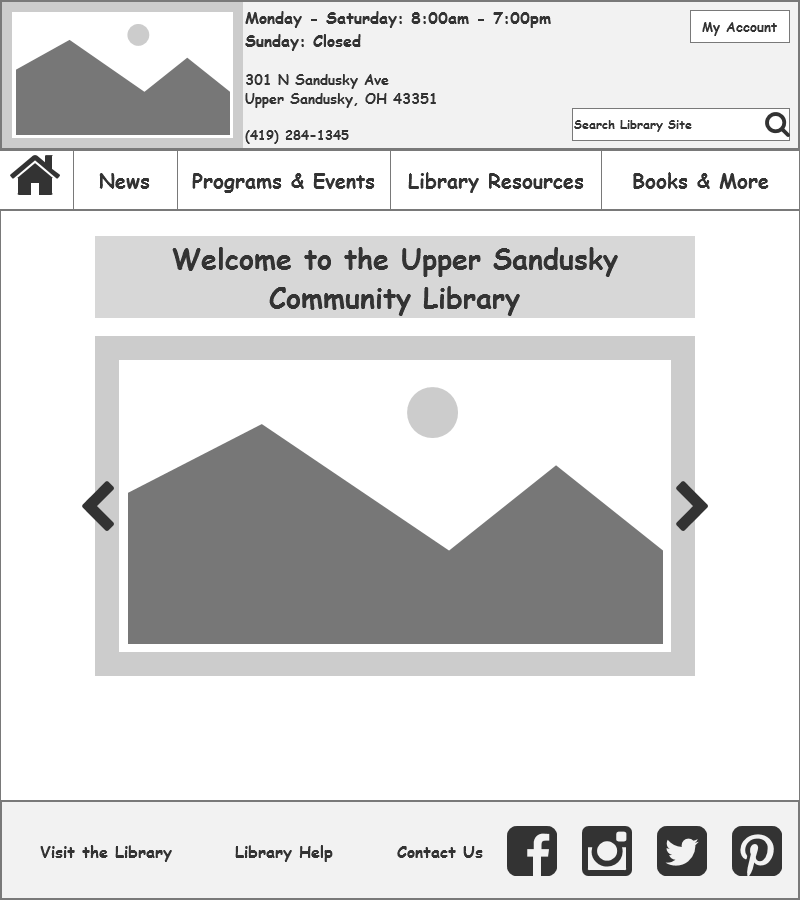 Monday - Saturday: 8:00am - 7:00pm
Sunday: Closed
My Account
301 N Sandusky Ave
Upper Sandusky, OH 43351
Search Library Site
(419) 284-1345
News
Programs & Events
Library Resources
Books & More
Welcome to the Upper Sandusky
Community Library
Visit the Library
Library Help
Contact Us